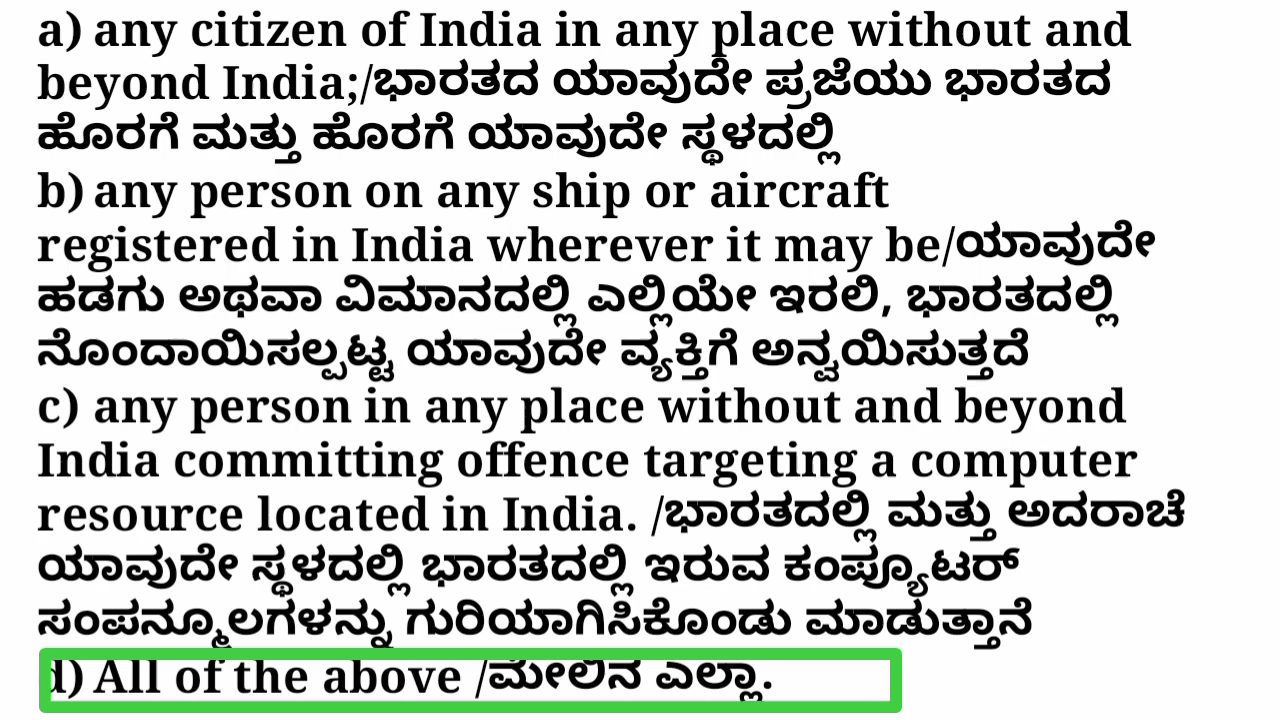 a) any citizen of India in any place without and
beyond India;/ಭಾರತದ ಯಾವುದೇ ಪ್ರಜೆಯು ಭಾರತದ
ಹೊರಗೆ ಮತ್ತು ಹೊರಗೆ ಯಾವುದೇ ಸ್ಥಳದಲ್ಲಿ
b) any person on any ship or aircraft
registered in India wherever it may be/ಯಾವುದೇ
ಹಡಗು ಅಥವಾ ವಿಮಾನದಲ್ಲಿ ಎಲ್ಲಿಯೇ ಇರಲಿ, ಭಾರತದಲ್ಲಿ
ನೊಂದಾಯಿಸಲ್ಪಟ್ಟ ಯಾವುದೇ ವ್ಯಕ್ತಿಗೆ ಅನ್ವಯಿಸುತ್ತದೆ
c) any person in any place without and beyond
India committing offence targeting a computer
resource located in India. /ಭಾರತದಲ್ಲಿ ಮತ್ತು ಅದರಾಚೆ
ಯಾವುದೇ ಸ್ಥಳದಲ್ಲಿ ಭಾರತದಲ್ಲಿ ಇರುವ ಕಂಪ್ಯೂಟರ್
ಸಂಪನ್ಮೂಲಗಳನ್ನು ಗುರಿಯಾಗಿಸಿಕೊಂಡು ಮಾಡುತ್ತಾನೆ
d) All of the above /ಮೇಲಿನ ಎಲ್ಲಾ.